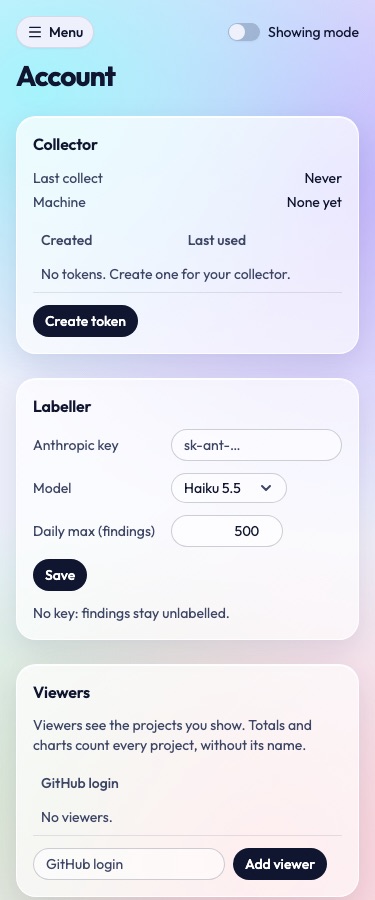 ☰ Menu
Showing mode
Account
Collector
Last collect Never
Machine None yet
Created Last used
No tokens. Create one for your collector.
Create token
Labeller
Anthropic key sk-ant-...
Model Haiku 5.5
Daily max (findings) 500
Save
No key: findings stay unlabelled.
Viewers
Viewers see the projects you show. Totals and
charts count every project, without its name.
GitHub login
No viewers.
GitHub login Add viewer